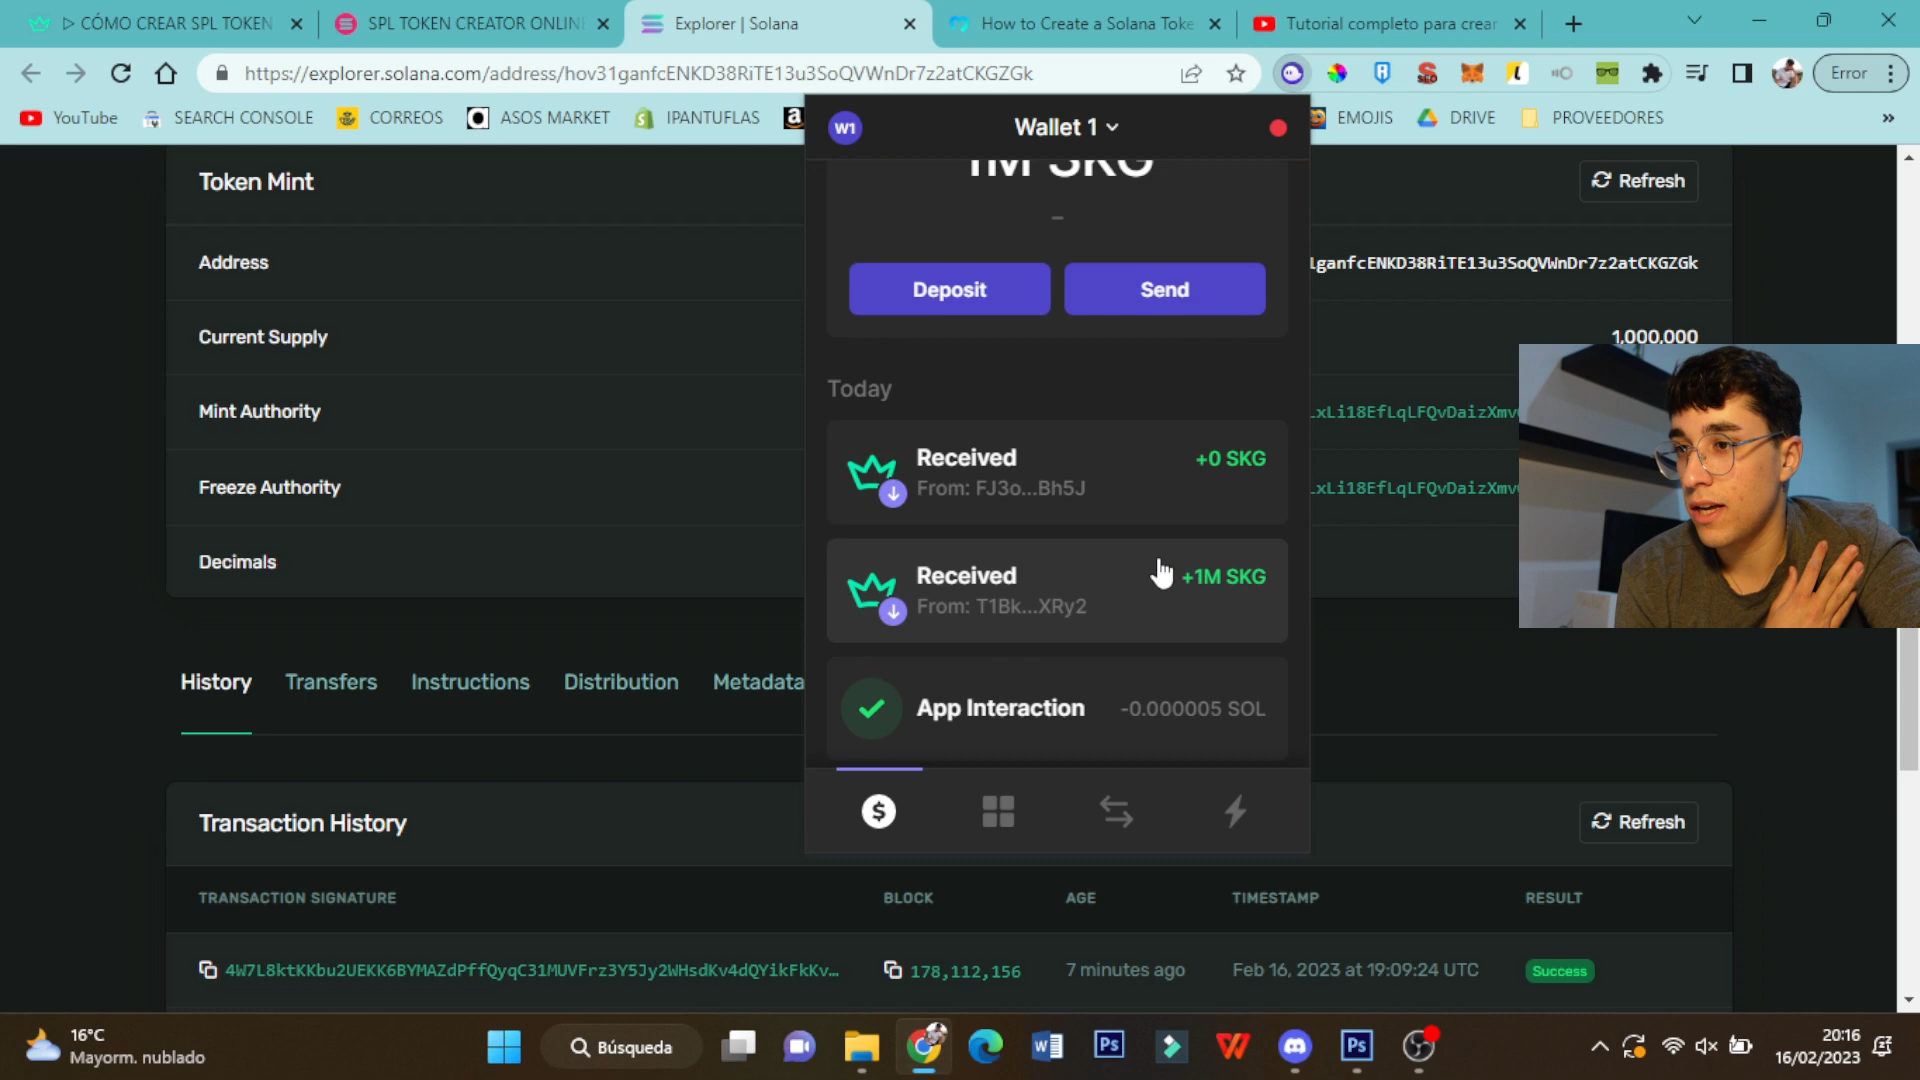 ▷ CÓMO CREAR SPL TOKEN
SPL TOKEN CREATOR ONLINE
Explorer | Solana
How to Create a Solana Toke
Tutorial completo para crear
https://explorer.solana.com/address/hov31ganfcENKD38RiTE13u3SoQVWnDr7z2atCKGZGk
Error
YouTube
SEARCH CONSOLE
CORREOS
ASOS MARKET
IPANTUFLAS
EMOJIS
DRIVE
PROVEEDORES
»
W1
Wallet 1
1M SKG
–
Deposit
Send
Today
Received
+0 SKG
From: FJ3o...Bh5J
Received
+1M SKG
From: T1Bk...XRy2
App Interaction
-0.000005 SOL
Token Mint
Refresh
Address
lganfcENKD38RiTE13u3SoQVWnDr7z2atCKGZGk
Current Supply
1,000,000
Mint Authority
xLi18EfLqLFQvDaizXmv
Freeze Authority
xLi18EfLqLFQvDaizXmv
Decimals
History
Transfers
Instructions
Distribution
Metadata
Transaction History
Refresh
TRANSACTION SIGNATURE
BLOCK
AGE
TIMESTAMP
RESULT
4W7L8ktKKbu2UEKK6BYMAZdPffQyqC31MUVFrz3Y5Jy2WHsdKv4dQYikFkKv…
178,112,156
7 minutes ago
Feb 16, 2023 at 19:09:24 UTC
Success
16°C
Mayorm. nublado
Búsqueda
20:16
16/02/2023